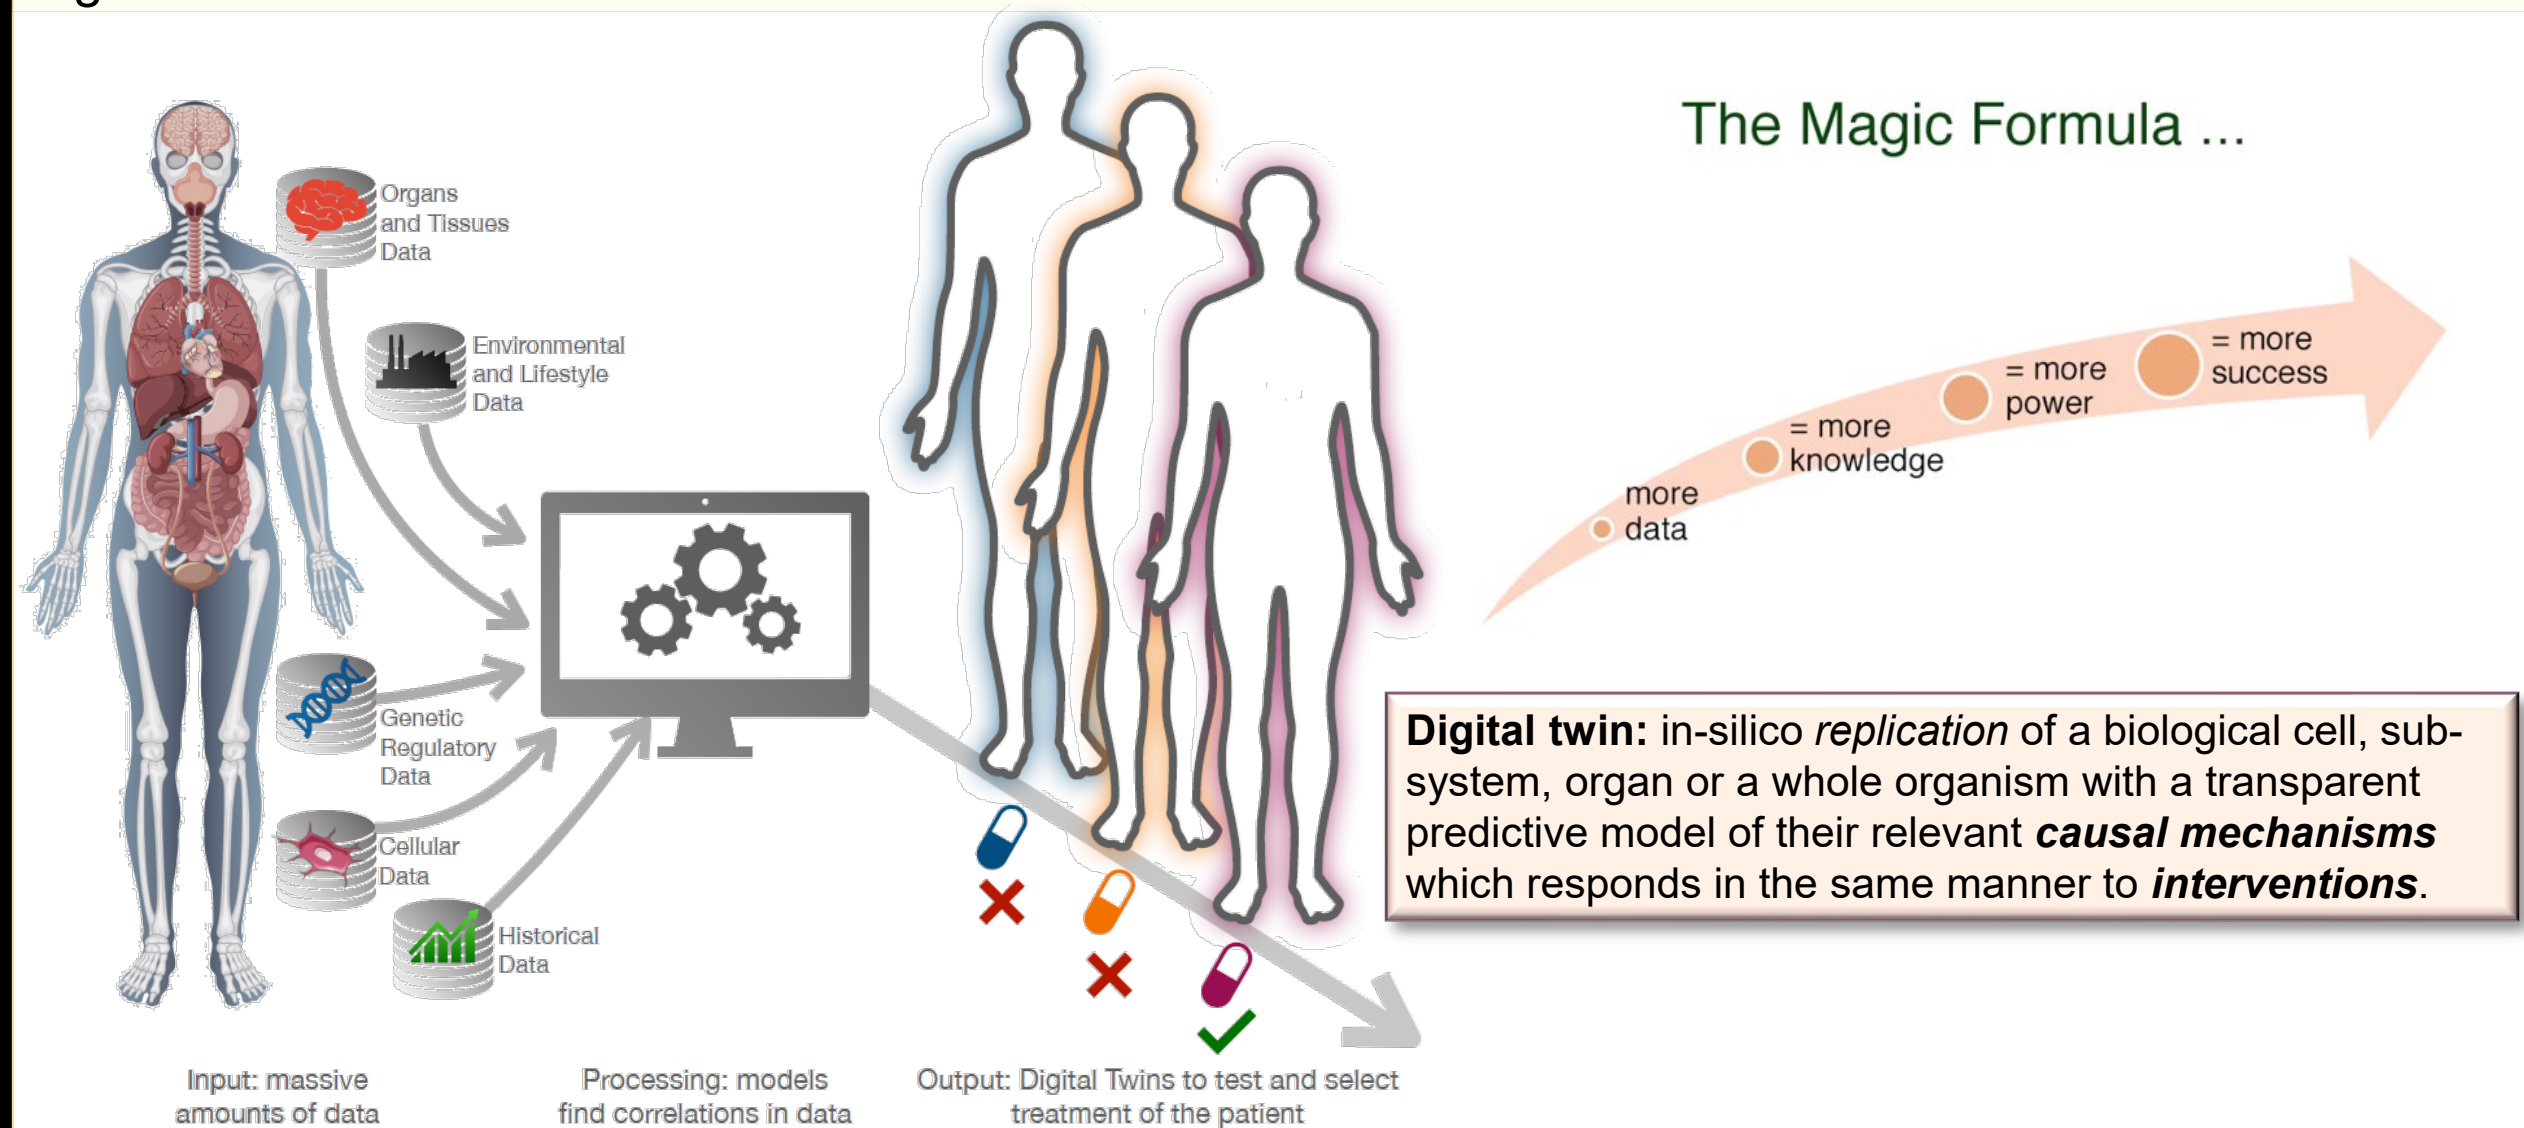 Organs
and Tissues
Data
Environmental
and Lifestyle
Data
Genetic
Regulatory
Data
Cellular
Data
Historical
Data
Input: massive
amounts of data
Processing: models
find correlations in data
Output: Digital Twins to test and select
treatment of the patient
The Magic Formula ...
more
data
= more
knowledge
= more
power
= more
success
Digital twin: in-silico replication of a biological cell, sub-
system, organ or a whole organism with a transparent
predictive model of their relevant causal mechanisms
which responds in the same manner to interventions.